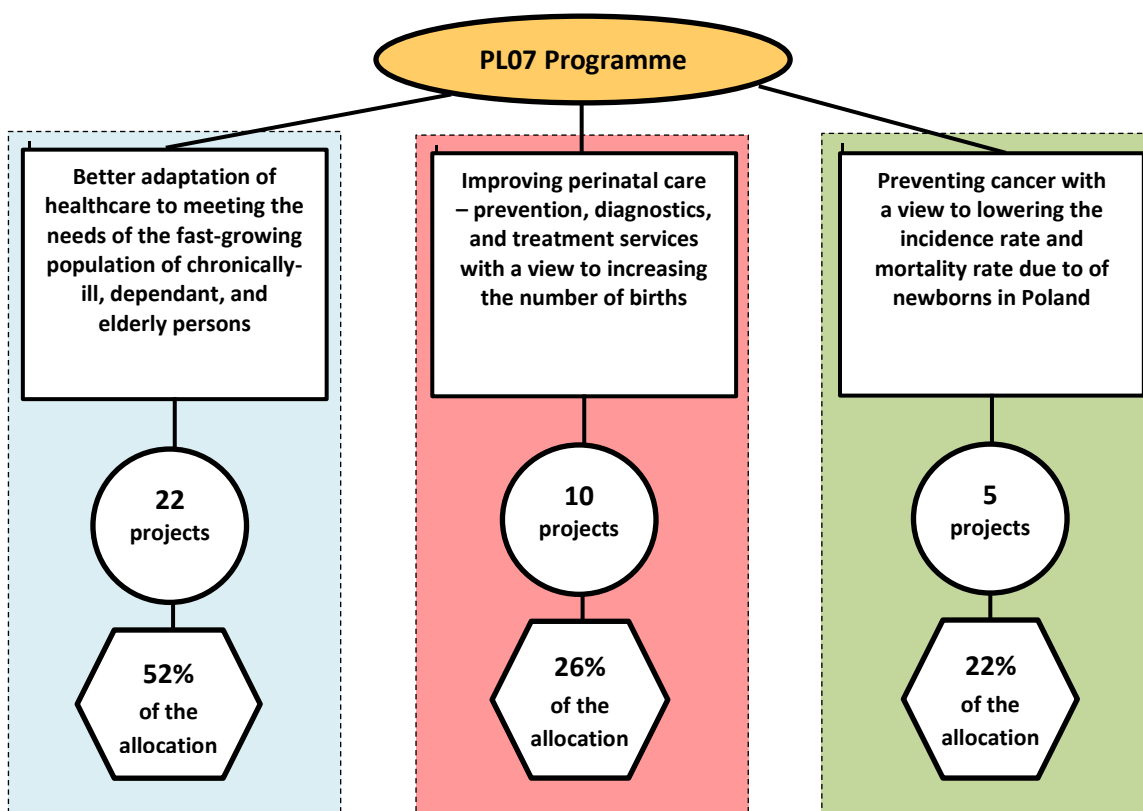 PL07 Programme
Better adaptation of
healthcare to meeting the
needs of the fast-growing
population of chronically-
ill, dependant, and
elderly persons
22
projects
52%
of the
allocation
Improving perinatal care
– prevention, diagnostics,
and treatment services
with a view to increasing
the number of births
10
projects
26%
of the
allocation
Preventing cancer with
a view to lowering the
incidence rate and
mortality rate due to of
newborns in Poland
5
projects
22%
of the
allocation